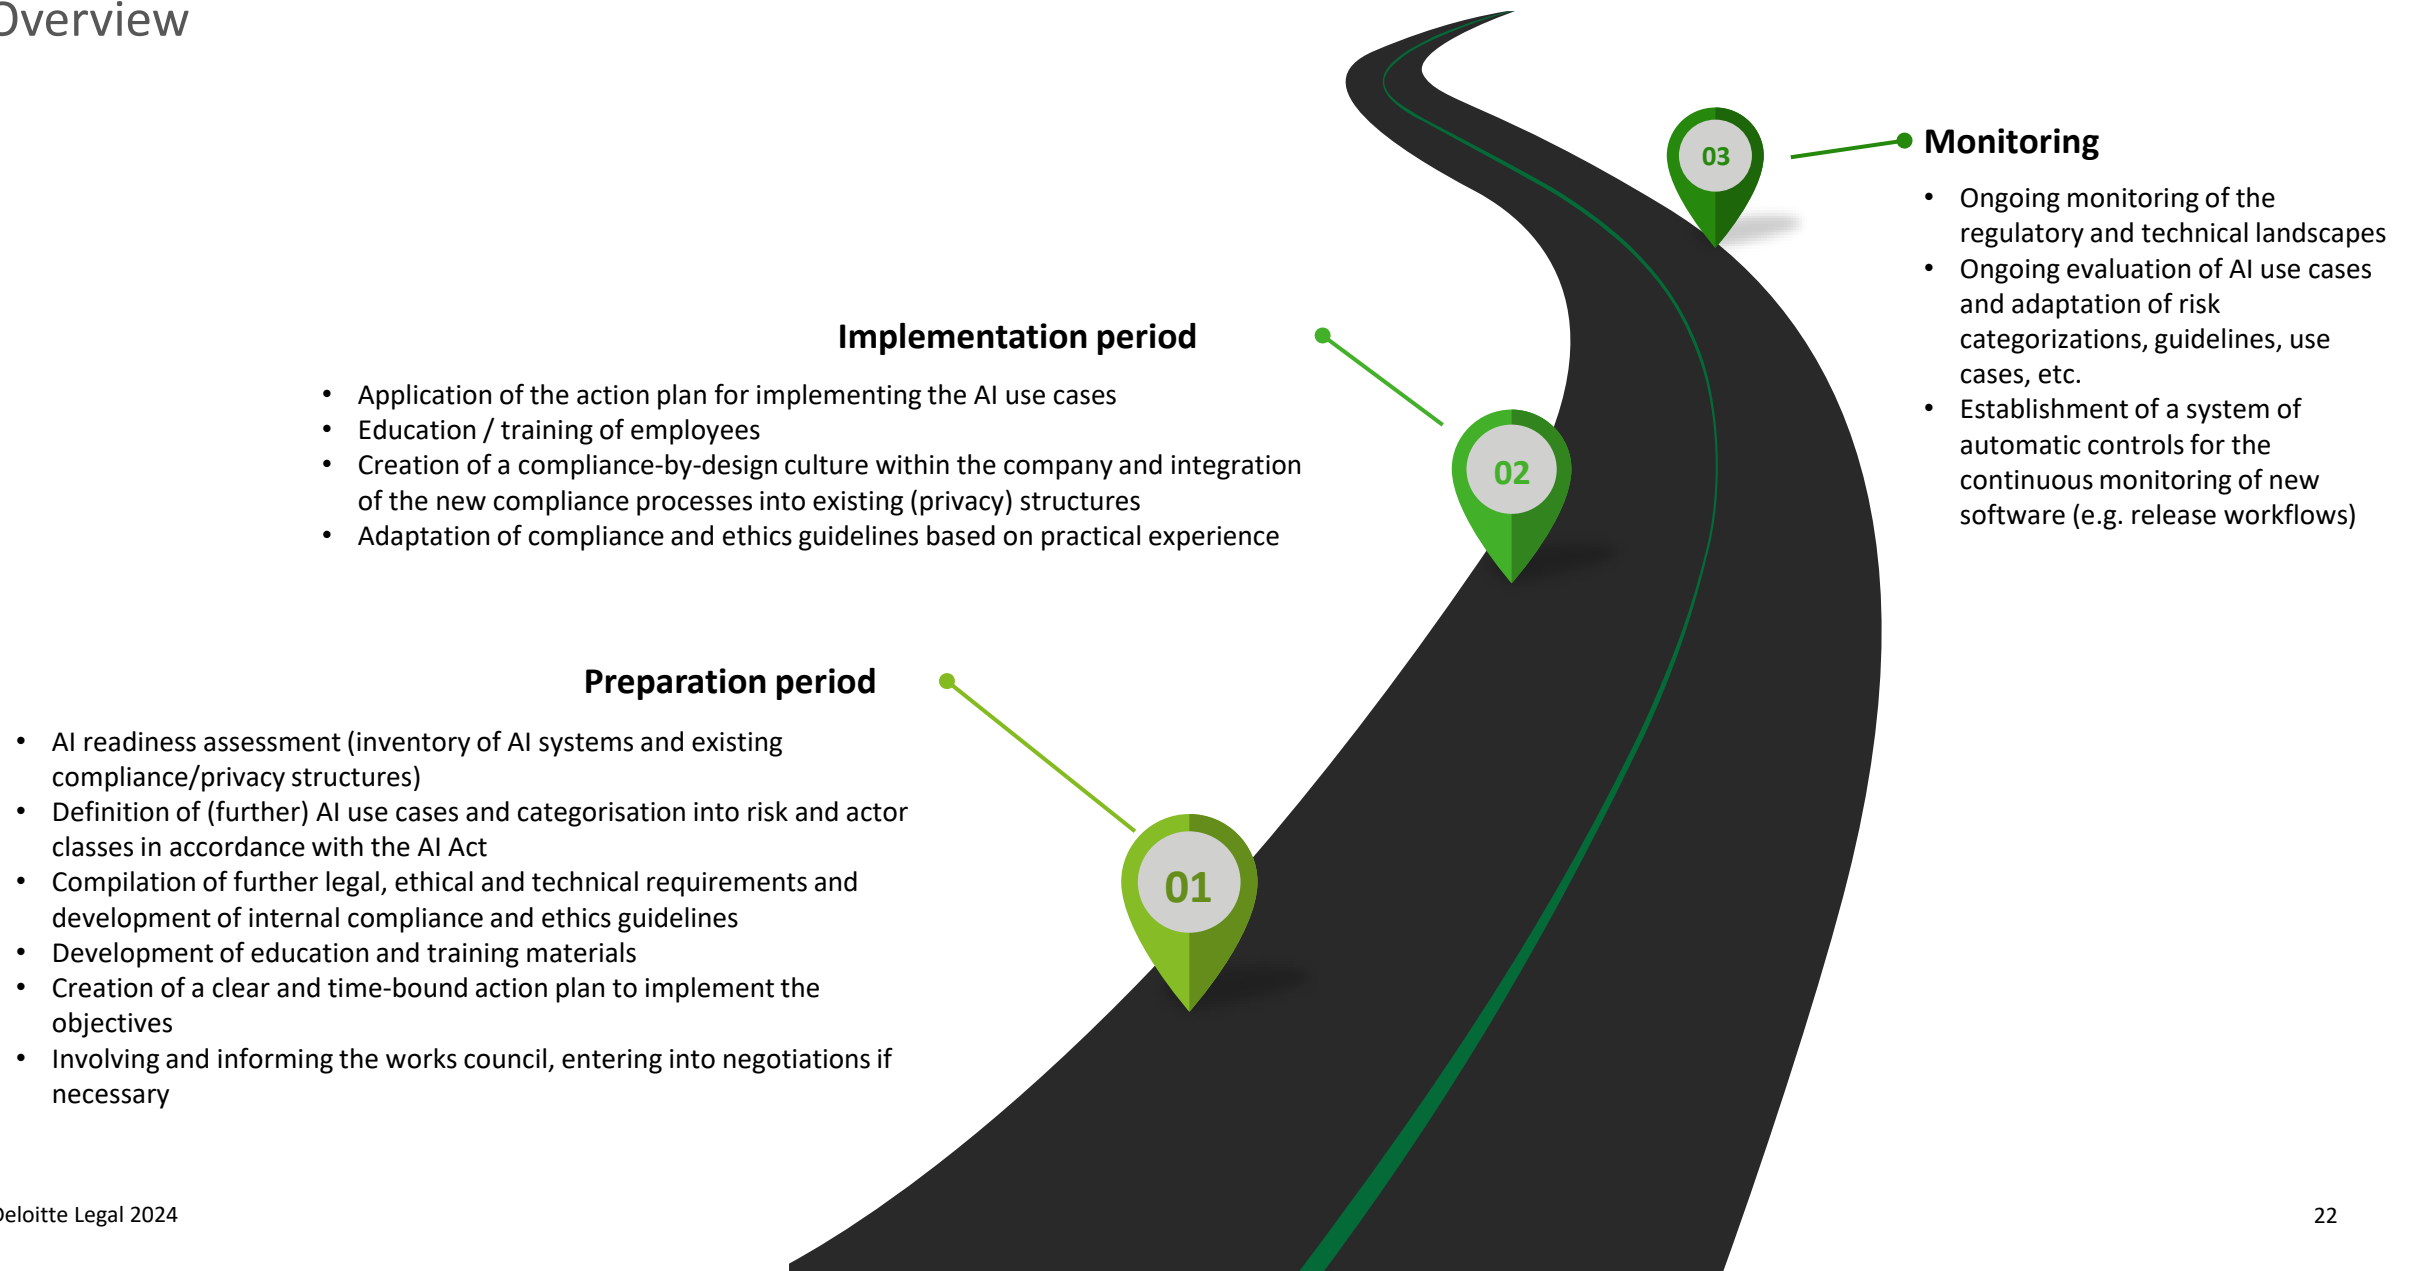 Overview
03
Monitoring
• Ongoing monitoring of the
regulatory and technical landscapes
• Ongoing evaluation of AI use cases
and adaptation of risk
categorizations, guidelines, use
cases, etc.
• Establishment of a system of
automatic controls for the
continuous monitoring of new
software (e.g. release workflows)
Implementation period
• Application of the action plan for implementing the AI use cases
• Education / training of employees
• Creation of a compliance-by-design culture within the company and integration
of the new compliance processes into existing (privacy) structures
• Adaptation of compliance and ethics guidelines based on practical experience
02
Preparation period
• AI readiness assessment (inventory of AI systems and existing
compliance/privacy structures)
• Definition of (further) AI use cases and categorisation into risk and actor
classes in accordance with the AI Act
• Compilation of further legal, ethical and technical requirements and
development of internal compliance and ethics guidelines
• Development of education and training materials
• Creation of a clear and time-bound action plan to implement the
objectives
• Involving and informing the works council, entering into negotiations if
necessary
01
Deloitte Legal 2024
22